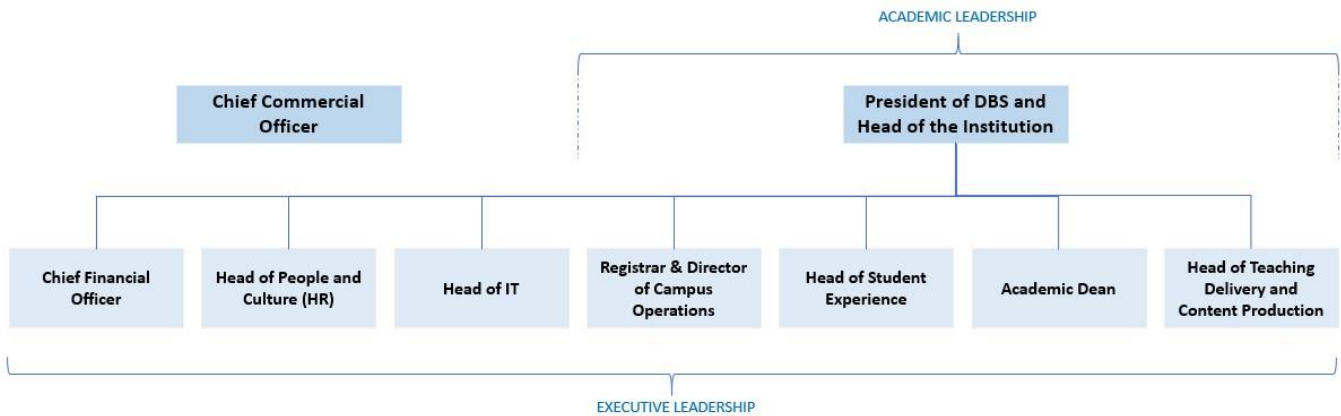 ACADEMIC LEADERSHIP
Chief Commercial
Officer
President of DBS and
Head of the Institution
Chief Financial
Officer
Head of People and
Culture (HR)
Head of IT
Registrar & Director
of Campus
Operations
Head of Student
Experience
Academic Dean
Head of Teaching
Delivery and
Content Production
EXECUTIVE LEADERSHIP